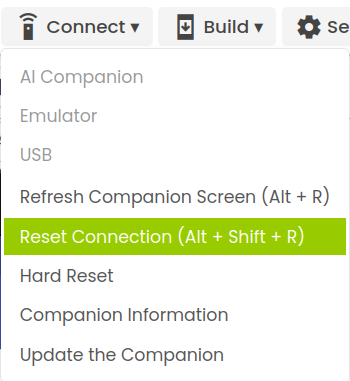 Connect ▾ Build ▾ Se
AI Companion
Emulator
USB
Refresh Companion Screen (Alt + R)
Reset Connection (Alt + Shift + R)
Hard Reset
Companion Information
Update the Companion